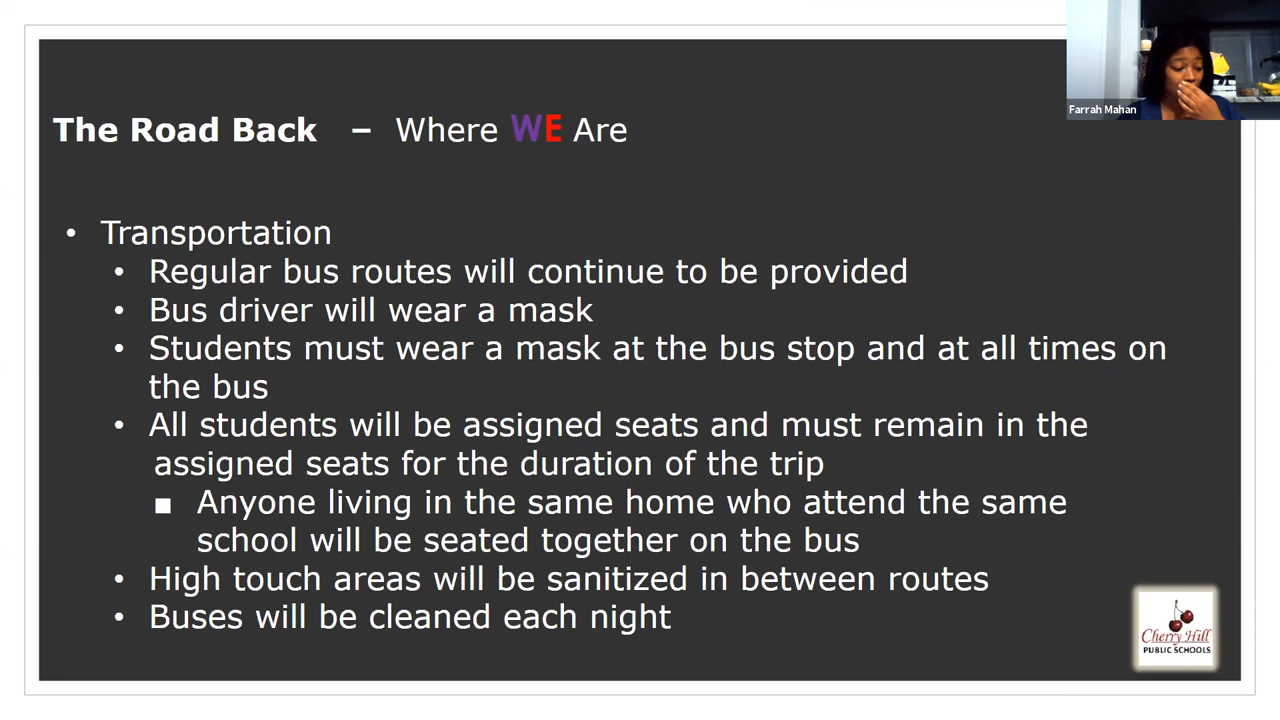 Farrah Mahan
The Road Back – Where WE Are
• Transportation
• Regular bus routes will continue to be provided
• Bus driver will wear a mask
• Students must wear a mask at the bus stop and at all times on
the bus
• All students will be assigned seats and must remain in the
assigned seats for the duration of the trip
▪ Anyone living in the same home who attend the same
school will be seated together on the bus
• High touch areas will be sanitized in between routes
• Buses will be cleaned each night
Cherry Hill
PUBLIC SCHOOLS